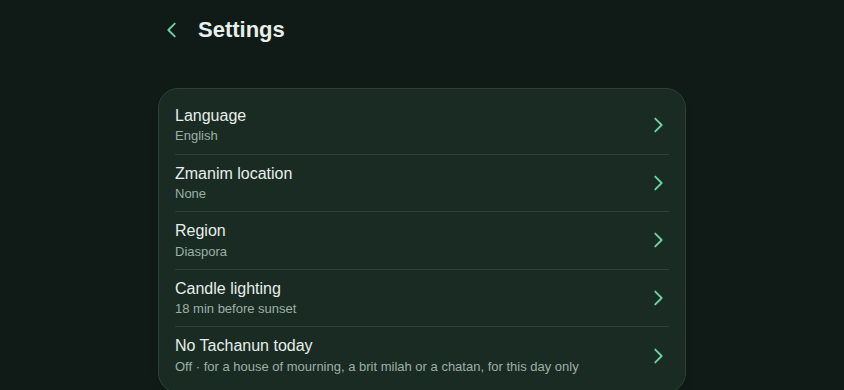 Settings
Language
English
Zmanim location
None
Region
Diaspora
Candle lighting
18 min before sunset
No Tachanun today
Off · for a house of mourning, a brit milah or a chatan, for this day only